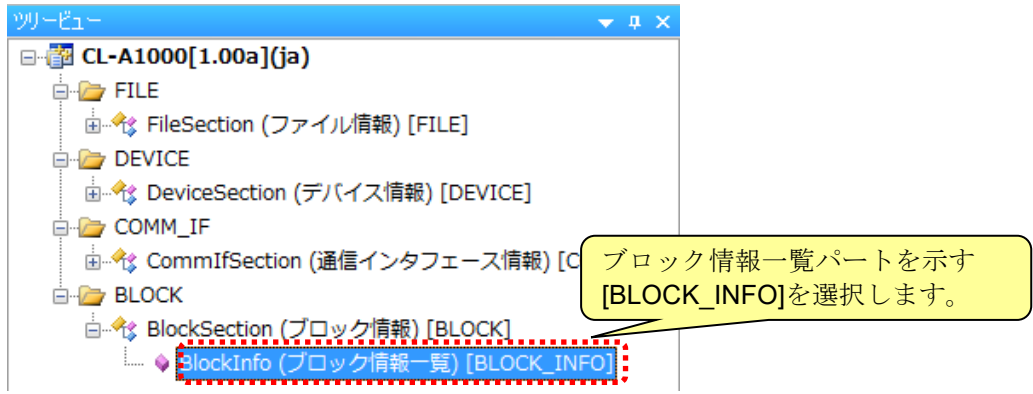 ツリービュー
CL-A1000[1.00a](ja)
FILE
FileSection (ファイル情報) [FILE]
DEVICE
DeviceSection (デバイス情報) [DEVICE]
COMM_IF
CommIfSection (通信インタフェース情報) [C
ブロック情報一覧パートを示す
[BLOCK_INFO]を選択します。
BLOCK
BlockSection (ブロック情報) [BLOCK]
BlockInfo (ブロック情報一覧) [BLOCK_INFO]